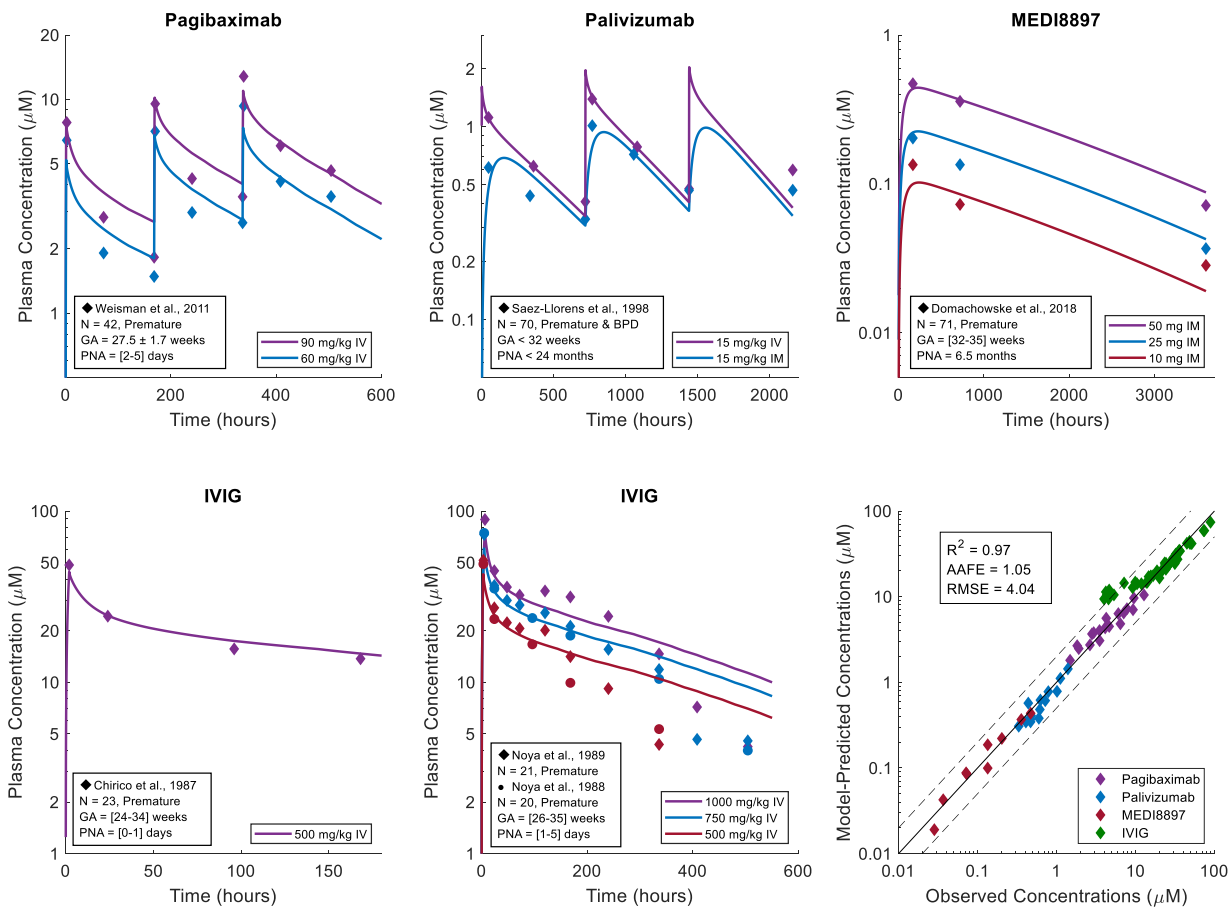 Pagibaximab
Plasma Concentration (μM)
20
10
5
2
1
◆ Weisman et al., 2011
N = 42, Premature
GA = 27.5 ± 1.7 weeks
PNA = [2-5] days
90 mg/kg IV
60 mg/kg IV
0
200
400
600
Time (hours)
Palivizumab
Plasma Concentration (μM)
2
1
0.5
0.2
0.1
◆ Saez-Llorens et al., 1998
N = 70, Premature & BPD
GA < 32 weeks
PNA < 24 months
15 mg/kg IV
15 mg/kg IM
0
500
1000
1500
2000
Time (hours)
MEDI8897
Plasma Concentration (μM)
1
0.1
0.01
◆ Domachowske et al., 2018
N = 71, Premature
GA = [32-35] weeks
PNA = 6.5 months
50 mg IM
25 mg IM
10 mg IM
0
1000
2000
3000
Time (hours)
IVIG
Plasma Concentration (μM)
100
50
20
10
5
2
1
◆ Chirico et al., 1987
N = 23, Premature
GA = [24-34] weeks
PNA = [0-1] days
500 mg/kg IV
0
50
100
150
Time (hours)
IVIG
Plasma Concentration (μM)
100
50
20
10
5
2
1
◆ Noya et al., 1989
N = 21, Premature
● Noya et al., 1988
N = 20, Premature
GA = [26-35] weeks
PNA = [1-5] days
1000 mg/kg IV
750 mg/kg IV
500 mg/kg IV
0
200
400
600
Time (hours)
Model-Predicted Concentrations (μM)
100
10
1
0.1
0.01
R² = 0.97
AAFE = 1.05
RMSE = 4.04
Pagibaximab
Palivizumab
MEDI8897
IVIG
0.01
0.1
1
10
100
Observed Concentrations (μM)